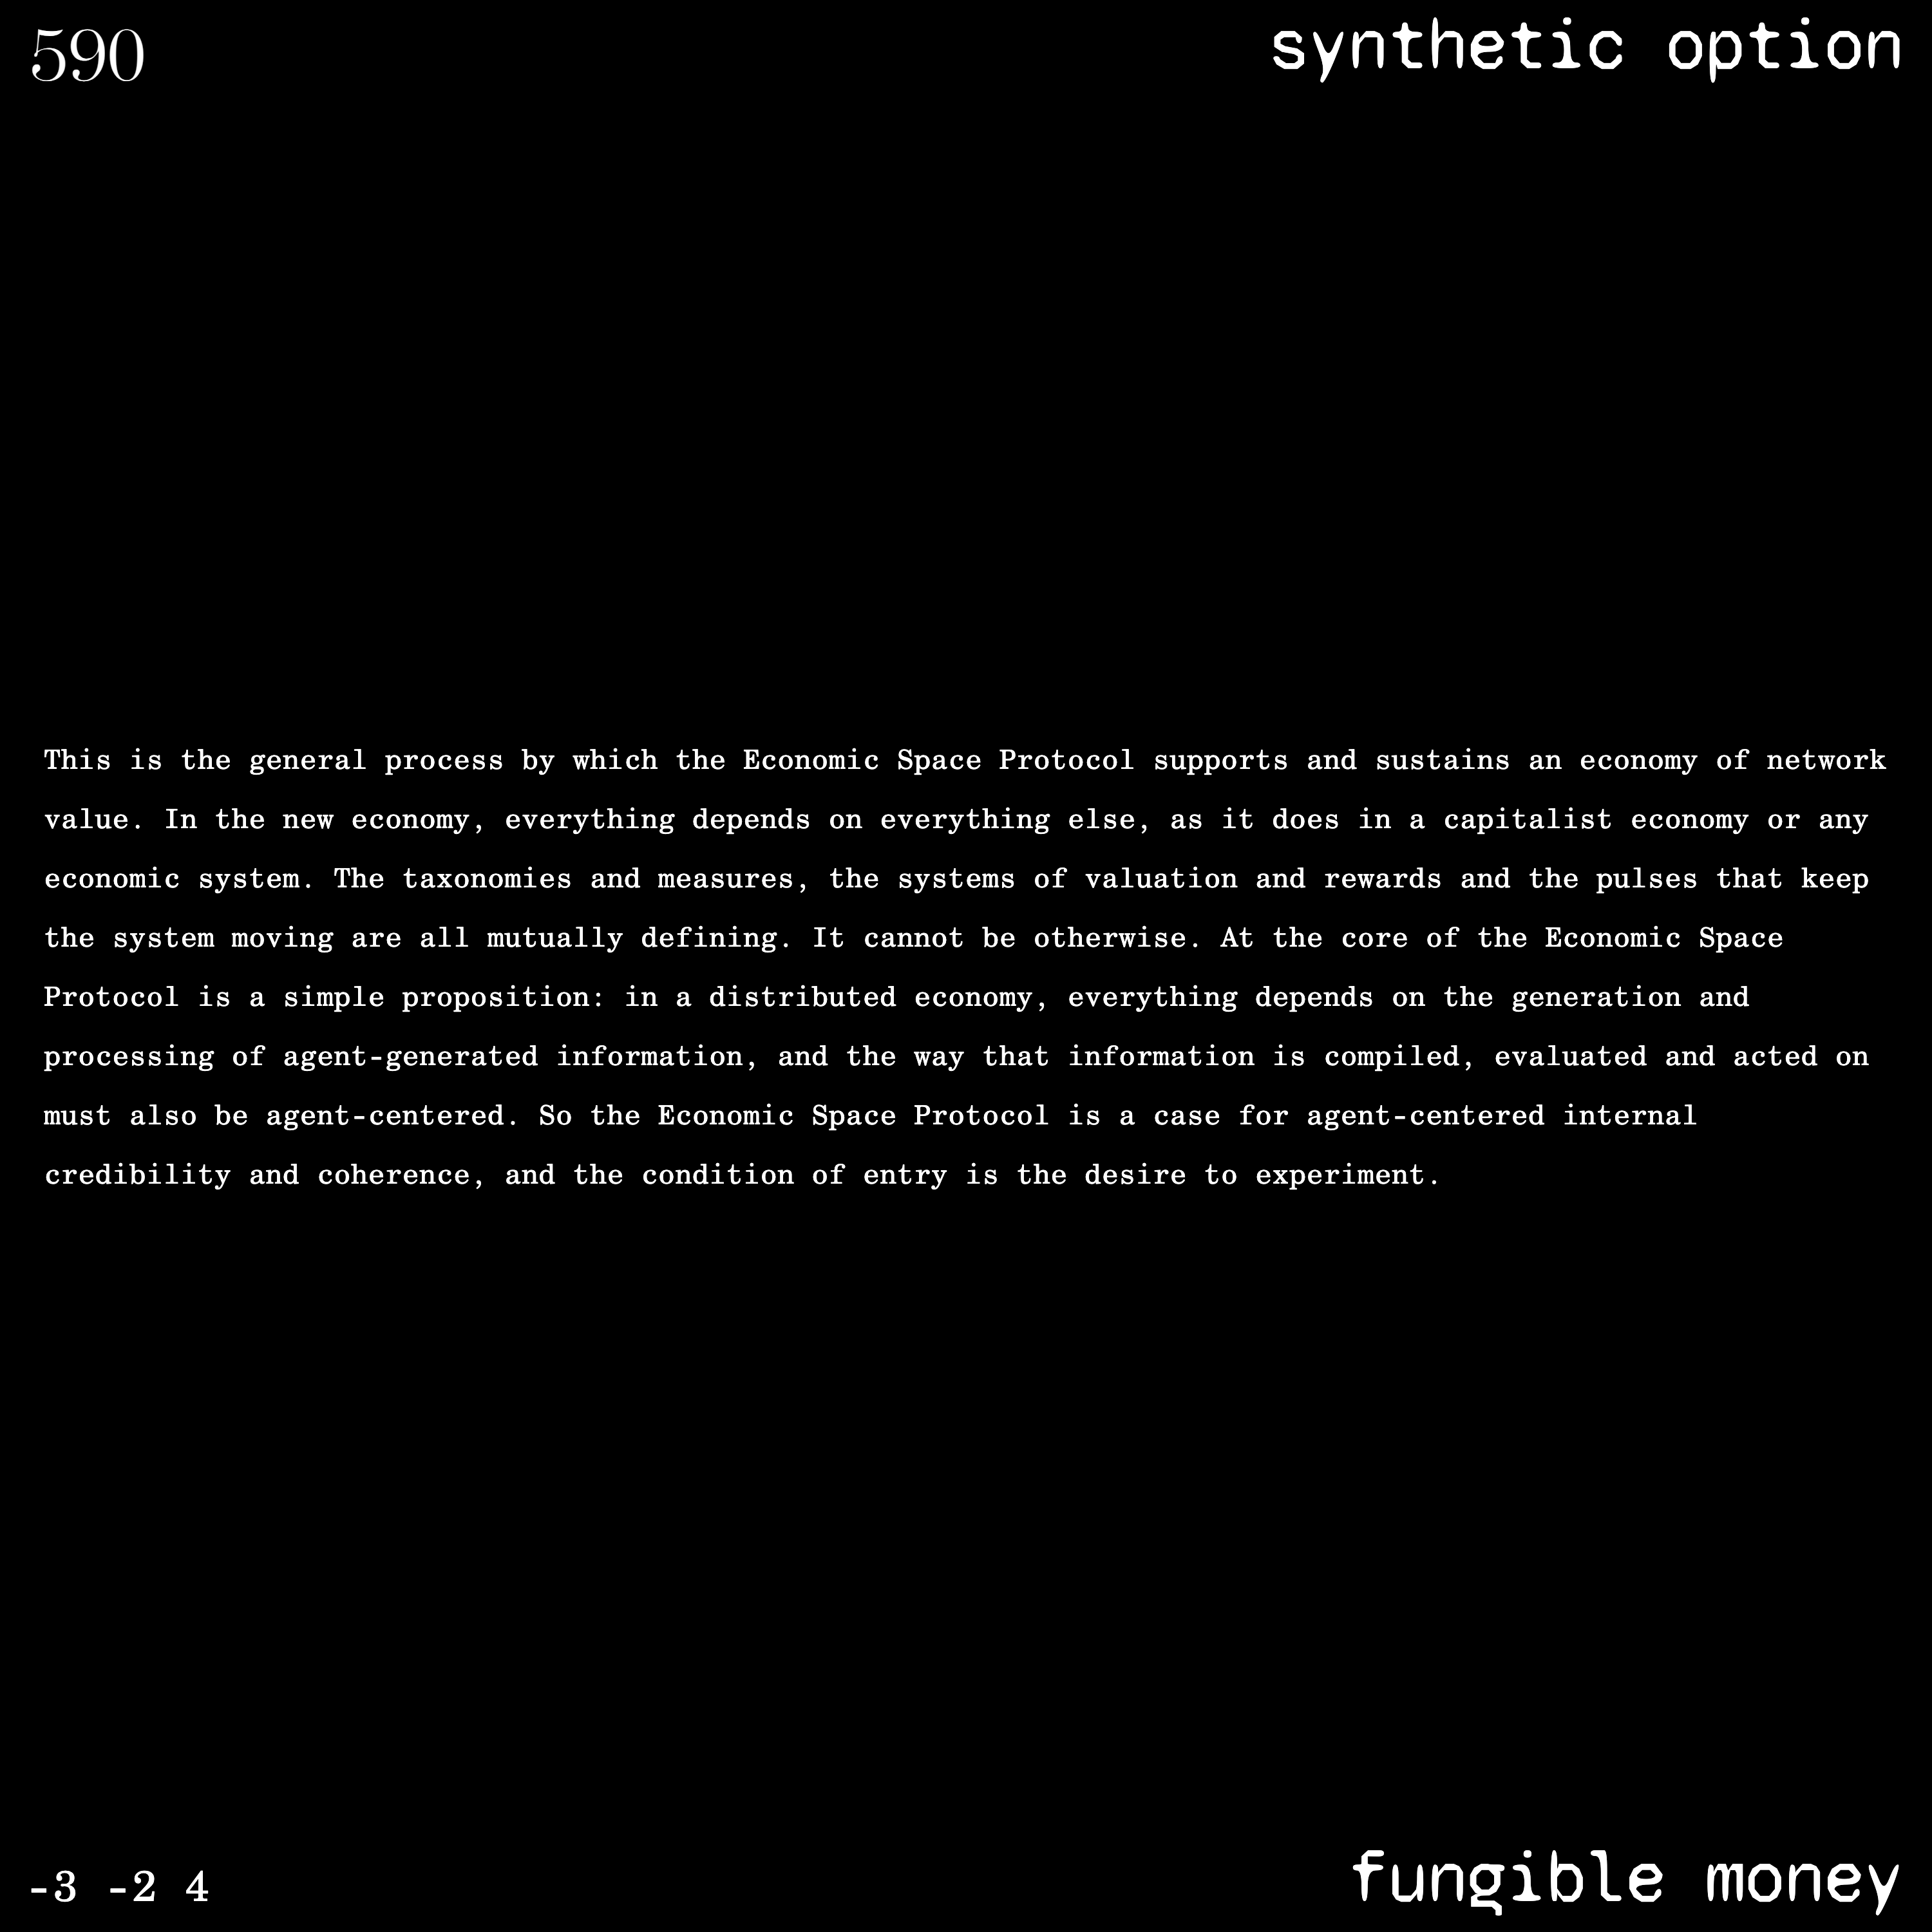 590
synthetic option
This is the general process by which the Economic Space Protocol supports and sustains an economy of network
value. In the new economy, everything depends on everything else, as it does in a capitalist economy or any
economic system. The taxonomies and measures, the systems of valuation and rewards and the pulses that keep
the system moving are all mutually defining. It cannot be otherwise. At the core of the Economic Space
Protocol is a simple proposition: in a distributed economy, everything depends on the generation and
processing of agent-generated information, and the way that information is compiled, evaluated and acted on
must also be agent-centered. So the Economic Space Protocol is a case for agent-centered internal
credibility and coherence, and the condition of entry is the desire to experiment.
-3 -2 4
fungible money